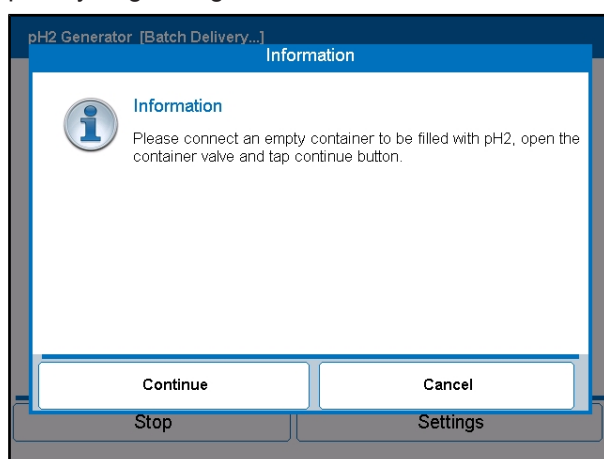 pH2 Generator [Batch Delivery...]
Information
Information
Please connect an empty container to be filled with pH2, open the
container valve and tap continue button.
Continue
Cancel
Stop
Settings